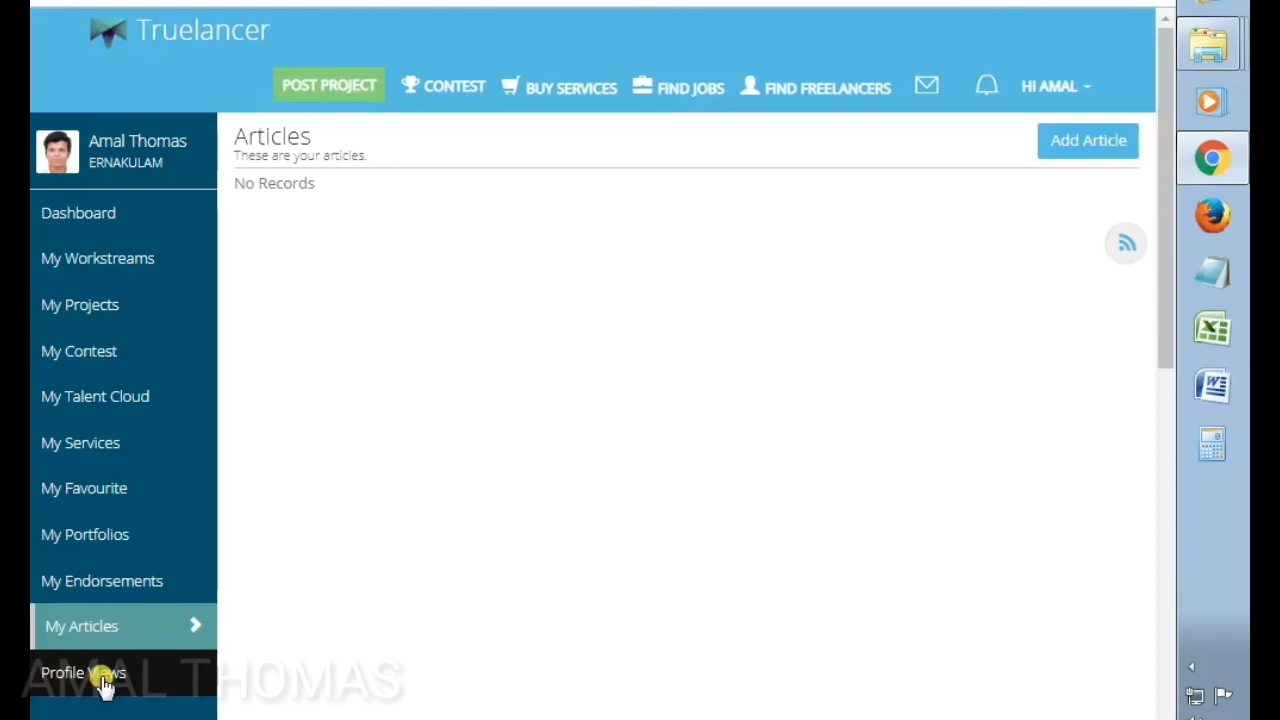 Truelancer
POST PROJECT
CONTEST
BUY SERVICES
FIND JOBS
FIND FREELANCERS
HI AMAL
Amal Thomas
ERNAKULAM
Articles
These are your articles.
Add Article
No Records
Dashboard
My Workstreams
My Projects
My Contest
My Talent Cloud
My Services
My Favourite
My Portfolios
My Endorsements
My Articles
Profile Views
AMAL THOMAS